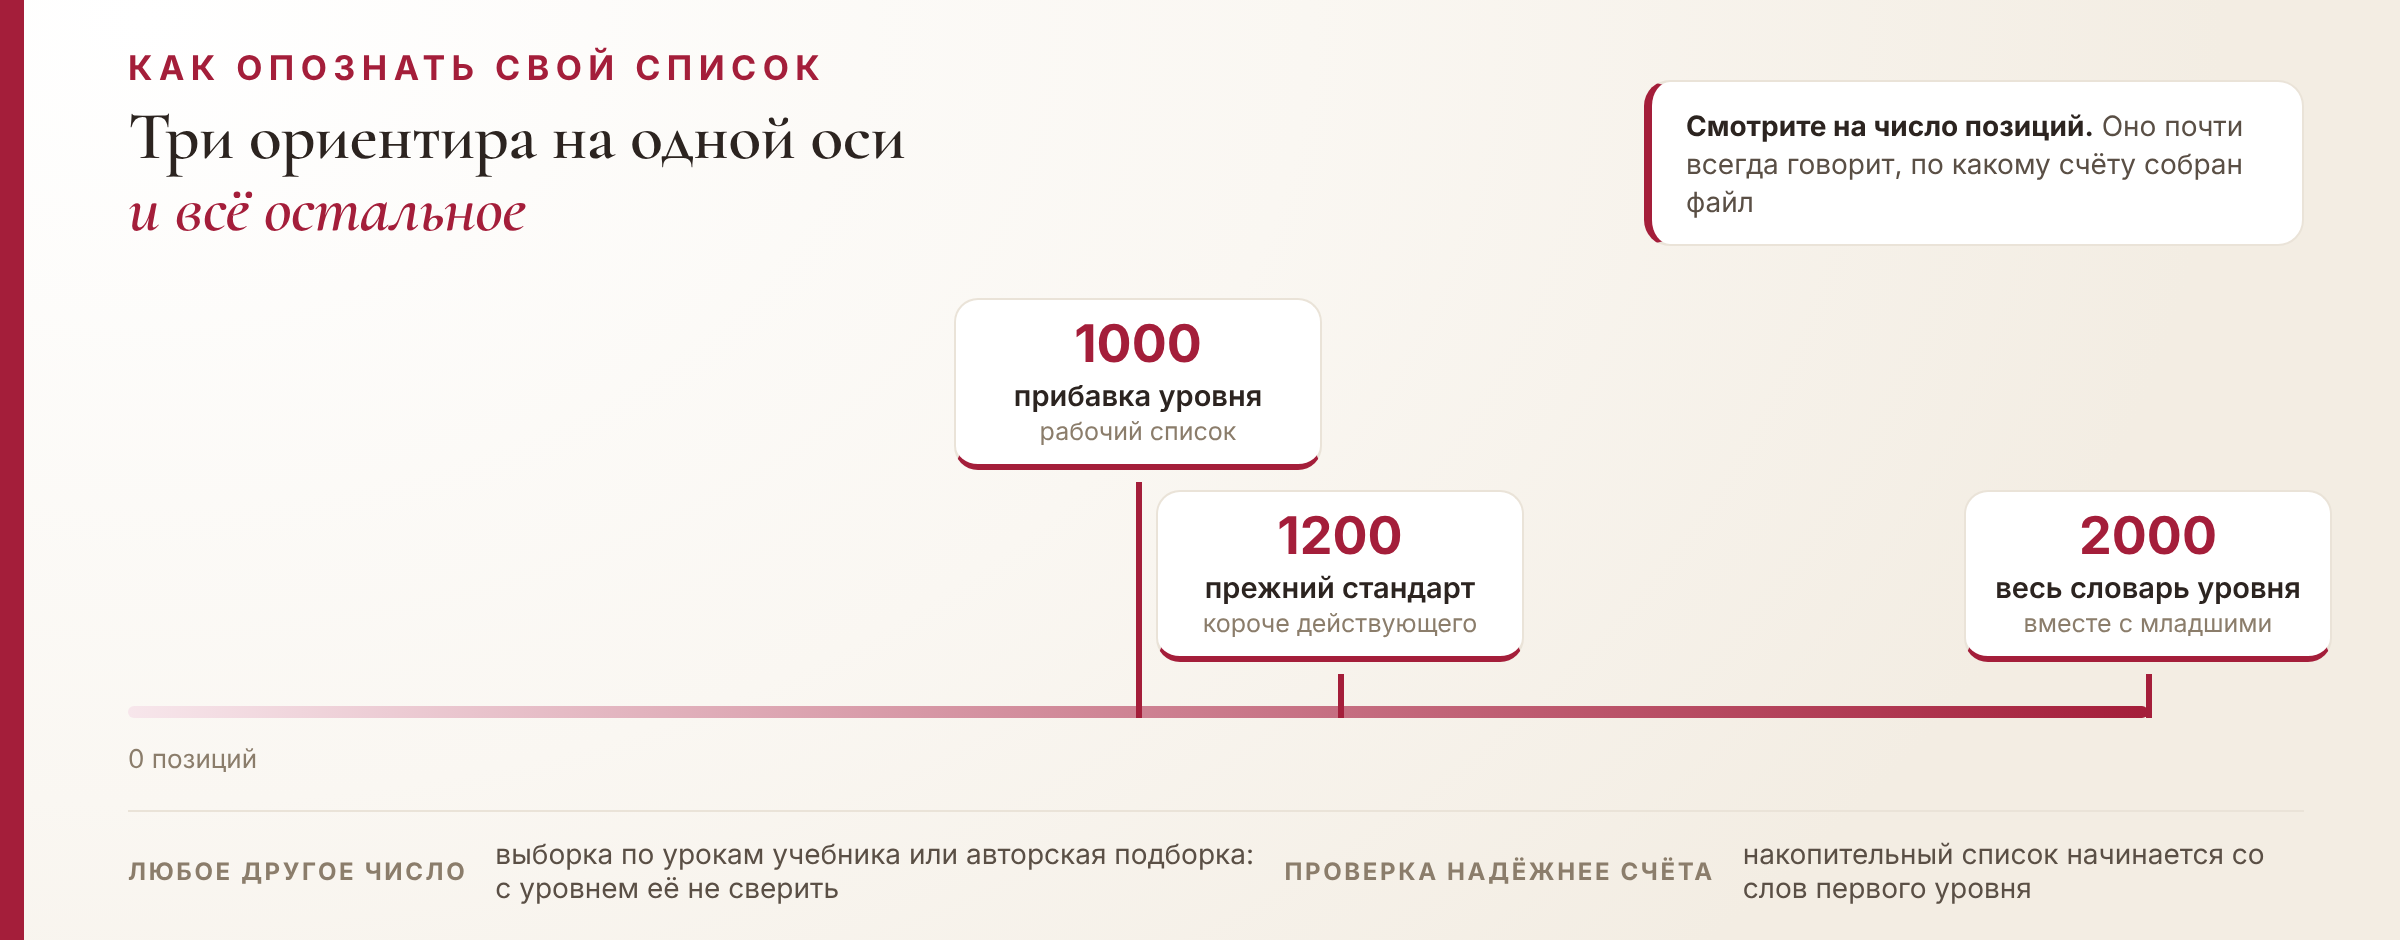 КАК ОПОЗНАТЬ СВОЙ СПИСОК
Три ориентира на одной оси
и всё остальное
Смотрите на число позиций. Оно почти
всегда говорит, по какому счёту собран
файл
1000
прибавка уровня
рабочий список
1200
прежний стандарт
короче действующего
2000
весь словарь уровня
вместе с младшими
0 позиций
ЛЮБОЕ ДРУГОЕ ЧИСЛО
выборка по урокам учебника или авторская подборка:
с уровнем её не сверить
ПРОВЕРКА НАДЁЖНЕЕ СЧЁТА
накопительный список начинается со
слов первого уровня